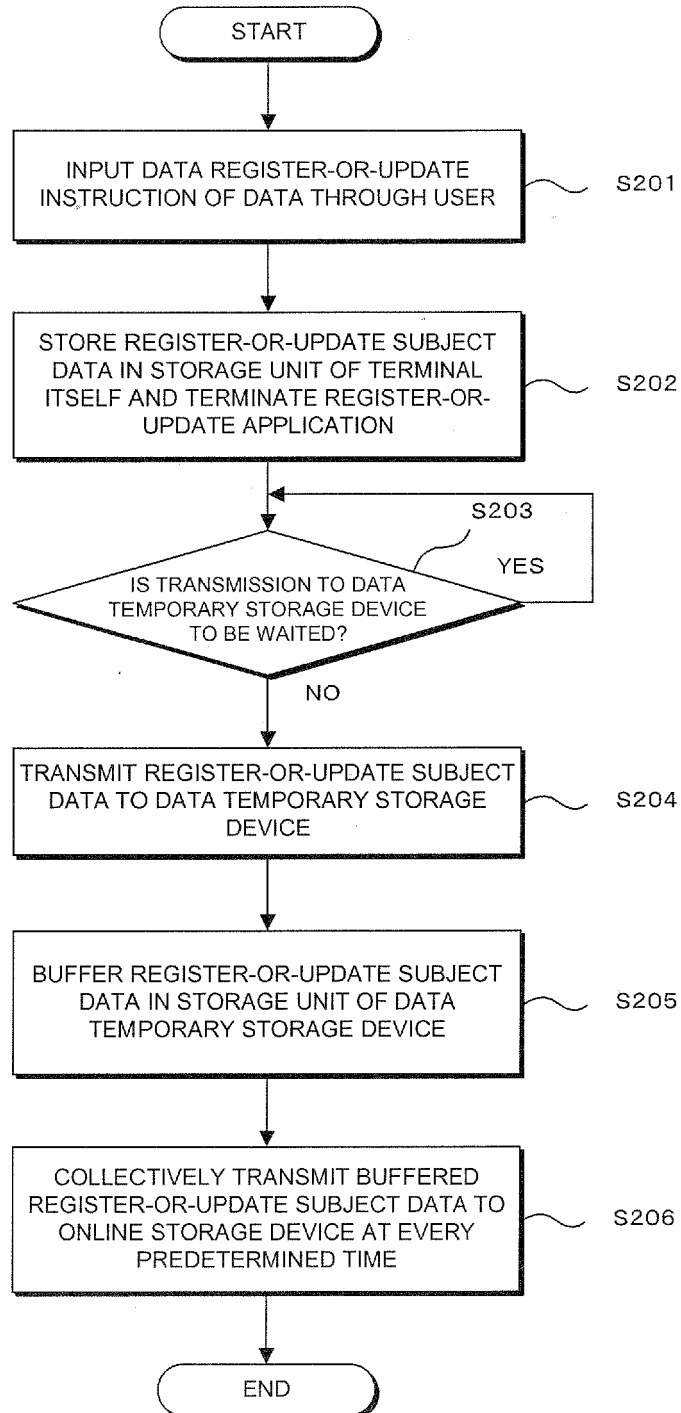 START
INPUT DATA REGISTER-OR-UPDATE
INSTRUCTION OF DATA THROUGH USER
S201
STORE REGISTER-OR-UPDATE SUBJECT
DATA IN STORAGE UNIT OF TERMINAL
ITSELF AND TERMINATE REGISTER-OR-
UPDATE APPLICATION
S202
S203
YES
IS TRANSMISSION TO DATA
TEMPORARY STORAGE DEVICE
TO BE WAITED?
NO
TRANSMIT REGISTER-OR-UPDATE SUBJECT
DATA TO DATA TEMPORARY STORAGE
DEVICE
S204
BUFFER REGISTER-OR-UPDATE SUBJECT
DATA IN STORAGE UNIT OF DATA
TEMPORARY STORAGE DEVICE
S205
COLLECTIVELY TRANSMIT BUFFERED
REGISTER-OR-UPDATE SUBJECT DATA TO
ONLINE STORAGE DEVICE AT EVERY
PREDETERMINED TIME
S206
END